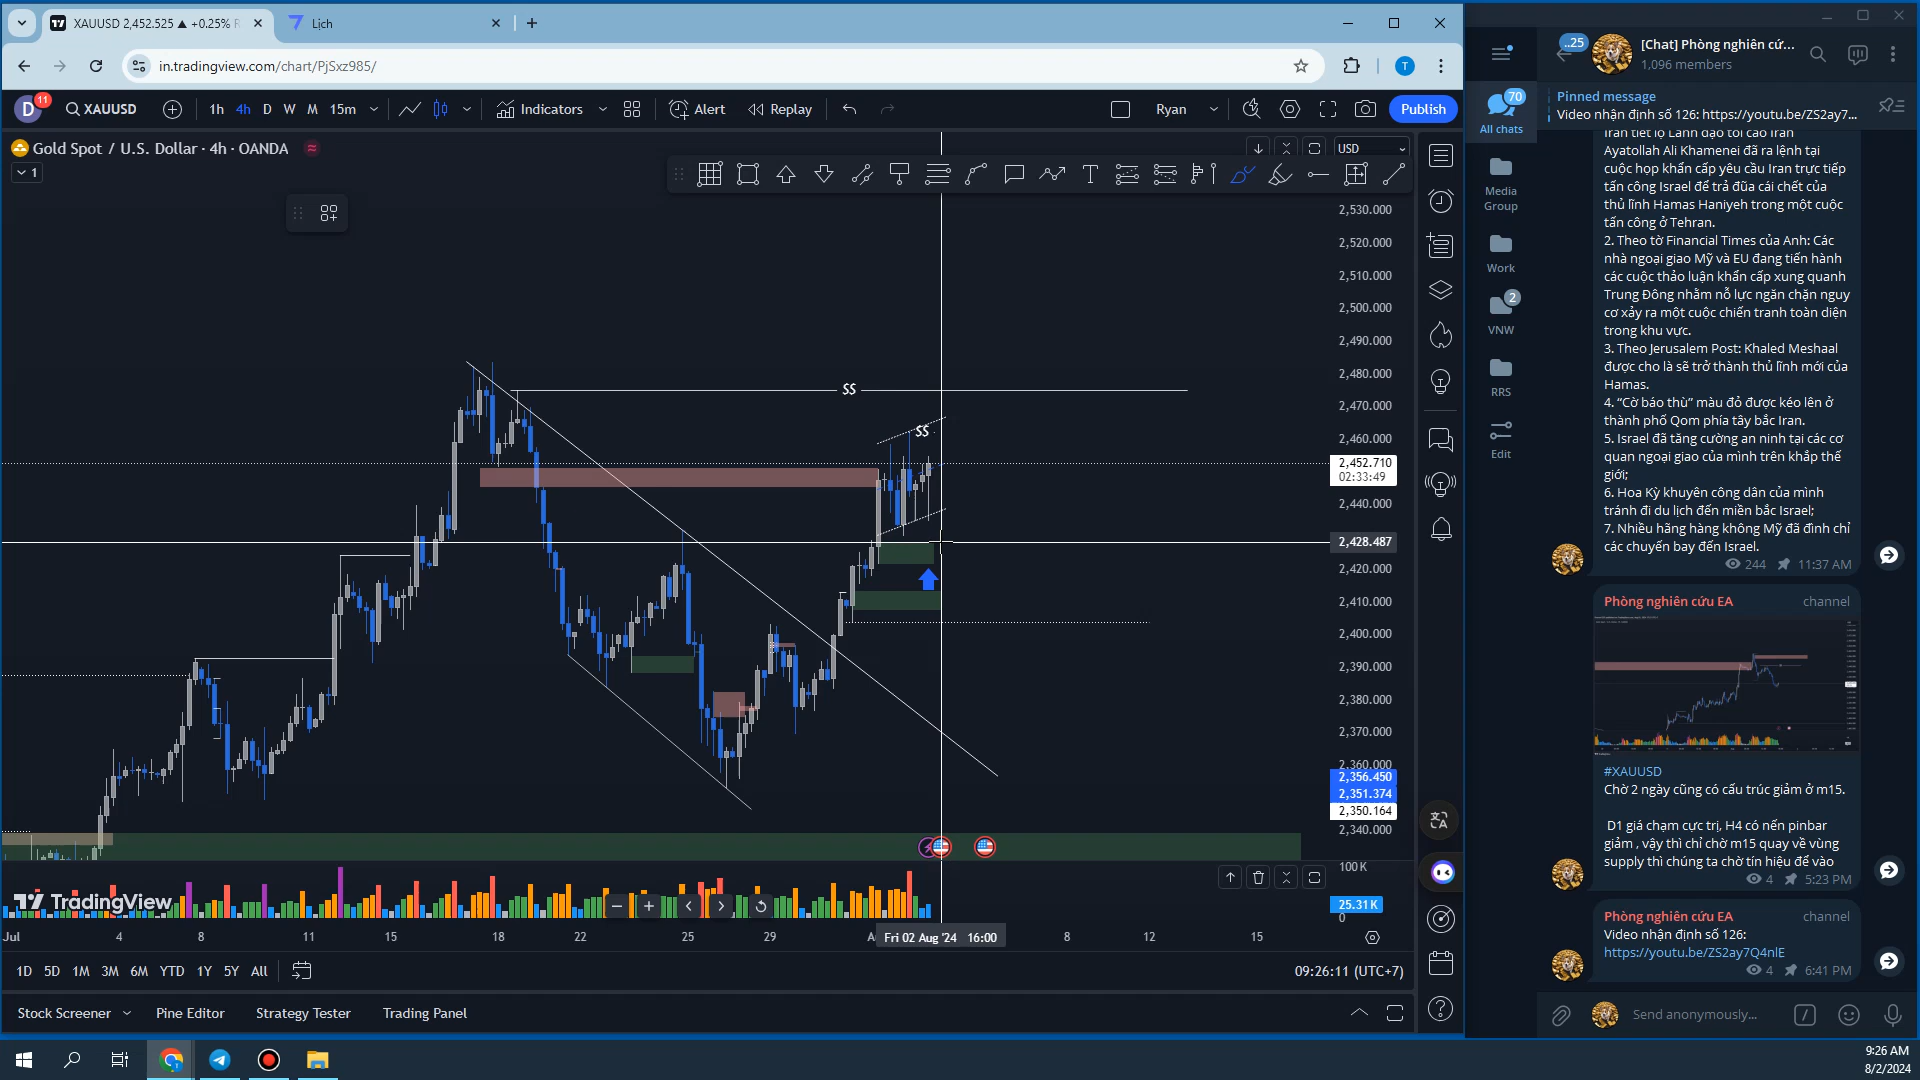 XAUUSD 2,452.525 ▲ +0.25% R
Lịch
in.tradingview.com/chart/PjSxz985/
T
D
11
XAUUSD
1h
4h
D
W
M
15m
Indicators
Alert
Replay
Ryan
Publish
Gold Spot / U.S. Dollar · 4h · OANDA
1
USD
2,530.000
2,520.000
2,510.000
2,500.000
2,490.000
2,480.000
2,470.000
2,460.000
2,452.710
02:33:49
2,440.000
2,428.487
2,420.000
2,410.000
2,400.000
2,390.000
2,380.000
2,370.000
2,360.000
2,356.450
2,351.374
2,350.164
2,340.000
$$
$$
100 K
25.31 K
0
TradingView
Jul
4
8
11
15
18
22
25
29
Fri 02 Aug '24 16:00
8
12
15
1D
5D
1M
3M
6M
YTD
1Y
5Y
All
09:26:11 (UTC+7)
Stock Screener
Pine Editor
Strategy Tester
Trading Panel
70
All chats
Media
Group
Work
2
VNW
RRS
Edit
..25
[Chat] Phòng nghiên cứ...
1,096 members
Pinned message
Video nhận định số 126: https://youtu.be/ZS2ay7...
Iran tiết lộ Lãnh đạo tối cao Iran
Ayatollah Ali Khamenei đã ra lệnh tại
cuộc họp khẩn cấp yêu cầu Iran trực tiếp
tấn công Israel để trả đũa cái chết của
thủ lĩnh Hamas Haniyeh trong một cuộc
tấn công ở Tehran.
2. Theo tờ Financial Times của Anh: Các
nhà ngoại giao Mỹ và EU đang tiến hành
các cuộc thảo luận khẩn cấp xung quanh
Trung Đông nhằm nỗ lực ngăn chặn nguy
cơ xảy ra một cuộc chiến tranh toàn diện
trong khu vực.
3. Theo Jerusalem Post: Khaled Meshaal
được cho là sẽ trở thành thủ lĩnh mới của
Hamas.
4. “Cờ báo thù” màu đỏ được kéo lên ở
thành phố Qom phía tây bắc Iran.
5. Israel đã tăng cường an ninh tại các cơ
quan ngoại giao của mình trên khắp thế
giới;
6. Hoa Kỳ khuyên công dân của mình
tránh đi du lịch đến miền bắc Israel;
7. Nhiều hãng hàng không Mỹ đã đình chỉ
các chuyến bay đến Israel.
244
11:37 AM
Phòng nghiên cứu EA
channel
#XAUUSD
Chờ 2 ngày cũng có cấu trúc giảm ở m15.
D1 giá chạm cực trị, H4 có nến pinbar
giảm , vậy thì chỉ chờ m15 quay về vùng
supply thì chúng ta chờ tín hiệu để vào
4
5:23 PM
Phòng nghiên cứu EA
channel
Video nhận định số 126:
https://youtu.be/ZS2ay7Q4nlE
4
6:41 PM
Send anonymously...
9:26 AM
8/2/2024